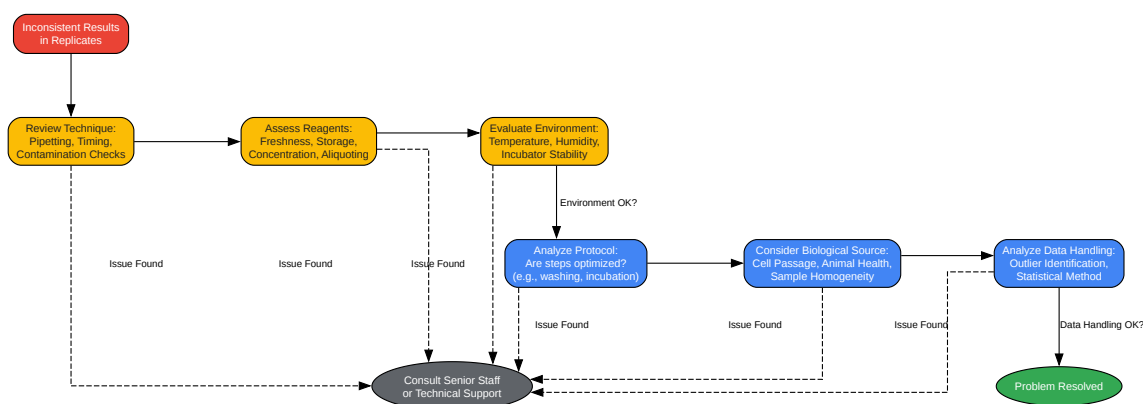 Inconsistent Results
in Replicates
Review Technique:
Pipetting, Timing,
Contamination Checks
Assess Reagents:
Freshness, Storage,
Concentration, Aliquoting
Evaluate Environment:
Temperature, Humidity,
Incubator Stability
Environment OK?
Analyze Protocol:
Are steps optimized?
(e.g., washing, incubation)
Consider Biological Source:
Cell Passage, Animal Health,
Sample Homogeneity
Analyze Data Handling:
Outlier Identification,
Statistical Method
Issue Found
Issue Found
Issue Found
Issue Found
Issue Found
Issue Found
Data Handling OK?
Consult Senior Staff
or Technical Support
Problem Resolved